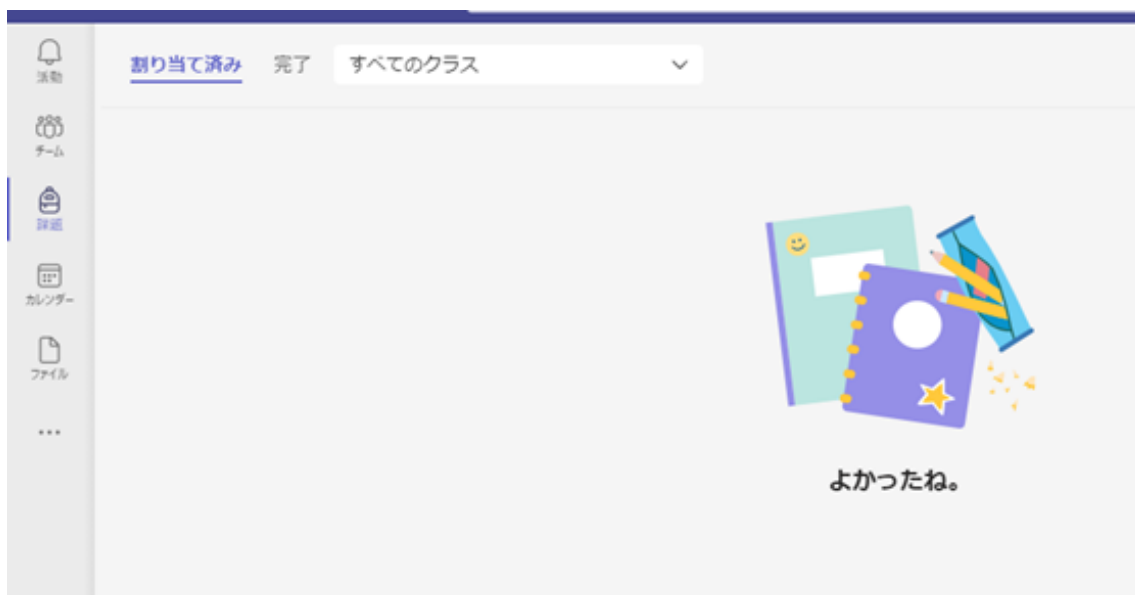 活動
割り当て済み 完了 すべてのクラス
チーム
課題
カレンダー
ファイル
よかったね。